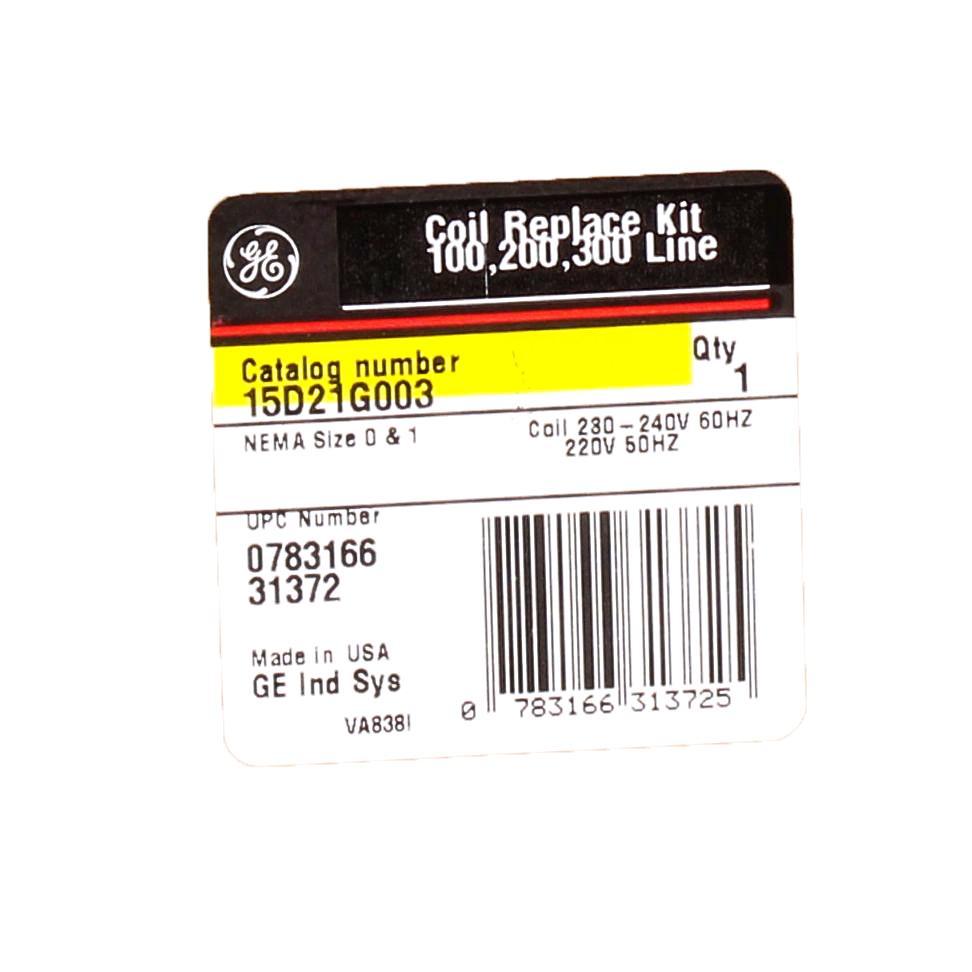 GE
Coil Replace Kit
100,200,300 Line
Catalog number
15D21G003
Qty
1
NEMA Size 0 & 1
Coil 230-240V 60HZ
220V 50HZ
UPC Number
0783166
31372
Made in USA
GE Ind Sys
VA838I
0 783166 313725